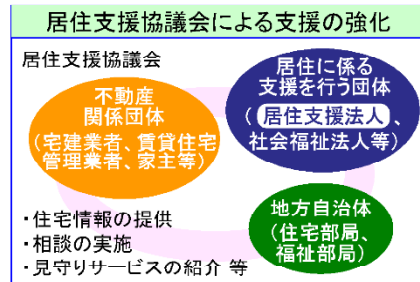 居住支援協議会による支援の強化
居住支援協議会
不動産
関係団体
(宅建業者、賃貸住宅
管理業者、家主等)
居住に係る
支援を行う団体
(居住支援法人、
社会福祉法人等)
地方自治体
(住宅部局、
福祉部局)
・住宅情報の提供
・相談の実施
・見守りサービスの紹介 等